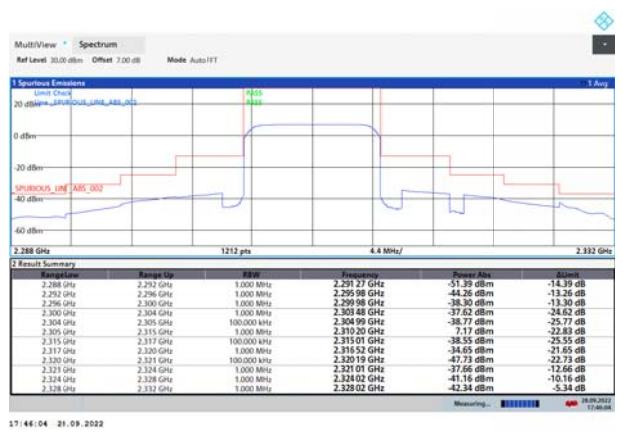 MultiView Spectrum
Ref Level 30.00 dBm Offset 7.00 dB Mode Auto FFT
1 Spurious Emissions 1 Avg
Limit Check PASS
20 dBm Line _SPURIOUS_LINE_ABS_002 PASS
0 dBm
-20 dBm
SPURIOUS_LINE_ABS_002
-40 dBm
-60 dBm
2.288 GHz 1212 pts 4.4 MHz/ 2.332 GHz
2 Result Summary
RangeLow Range Up RBW Frequency Power Abs ΔLimit
2.288 GHz 2.292 GHz 1.000 MHz 2.291 27 GHz -51.39 dBm -14.39 dB
2.292 GHz 2.296 GHz 1.000 MHz 2.295 98 GHz -44.26 dBm -13.26 dB
2.296 GHz 2.300 GHz 1.000 MHz 2.299 98 GHz -38.30 dBm -13.30 dB
2.300 GHz 2.304 GHz 1.000 MHz 2.303 48 GHz -37.62 dBm -24.62 dB
2.304 GHz 2.305 GHz 100.000 kHz 2.304 99 GHz -38.77 dBm -25.77 dB
2.305 GHz 2.315 GHz 1.000 MHz 2.310 20 GHz 7.17 dBm -22.83 dB
2.315 GHz 2.317 GHz 100.000 kHz 2.315 01 GHz -38.55 dBm -25.55 dB
2.317 GHz 2.320 GHz 1.000 MHz 2.316 52 GHz -34.65 dBm -21.65 dB
2.320 GHz 2.321 GHz 100.000 kHz 2.320 19 GHz -47.73 dBm -22.73 dB
2.321 GHz 2.324 GHz 1.000 MHz 2.321 01 GHz -37.66 dBm -12.66 dB
2.324 GHz 2.328 GHz 1.000 MHz 2.324 02 GHz -41.16 dBm -10.16 dB
2.328 GHz 2.332 GHz 1.000 MHz 2.328 02 GHz -42.34 dBm -5.34 dB
Measuring... 28.09.2022
17:46:04
17:46:04 28.09.2022